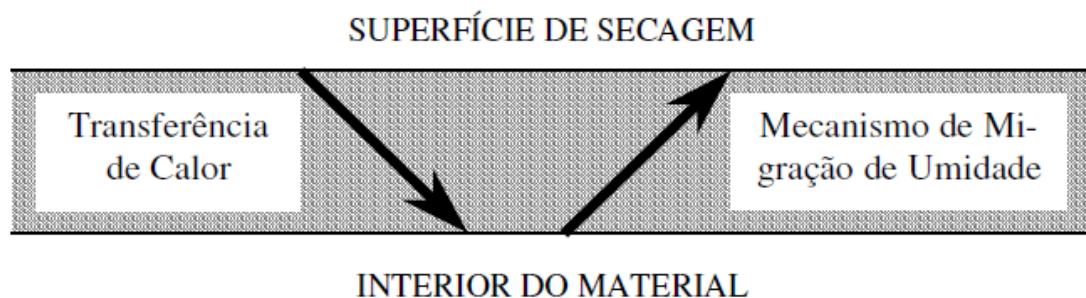 SUPERFÍCIE DE SECAGEM
Transferência
de Calor
Mecanismo de Mi-
gração de Umidade
INTERIOR DO MATERIAL